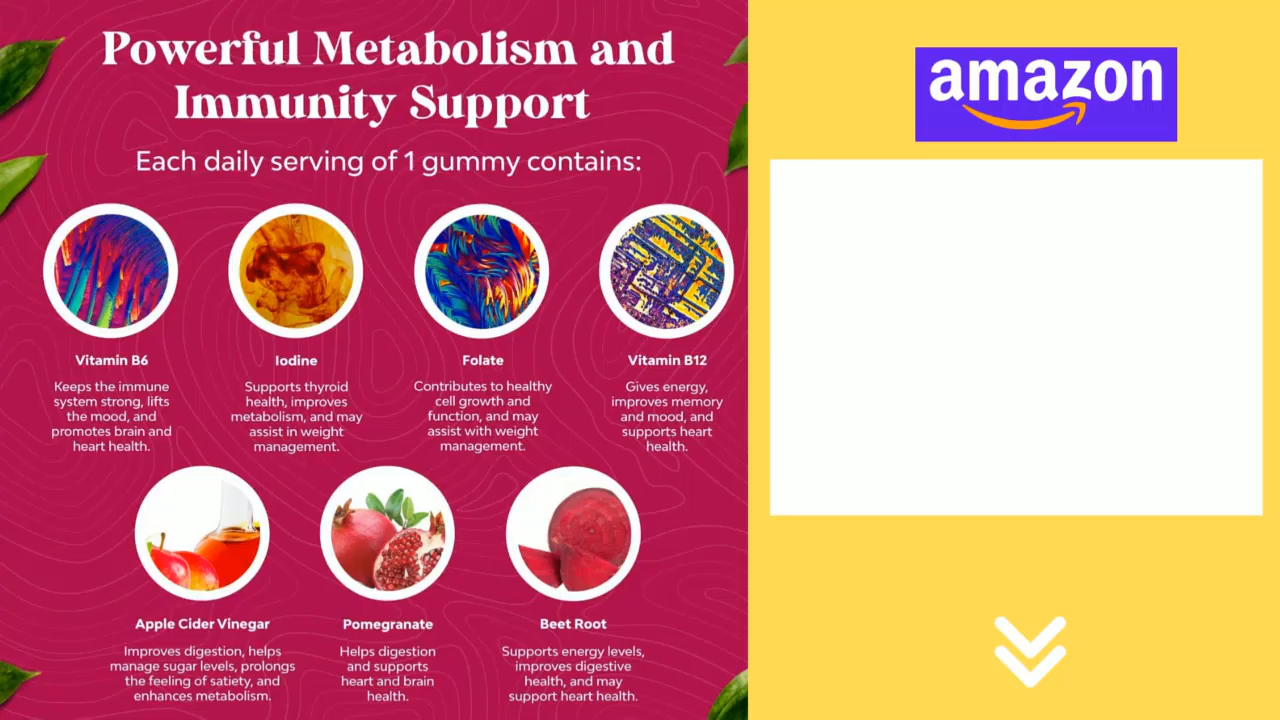 Powerful Metabolism and
Immunity Support
Each daily serving of 1 gummy contains:
Vitamin B6
Keeps the immune
system strong, lifts
the mood, and
promotes brain and
heart health.
Iodine
Supports thyroid
health, improves
metabolism, and may
assist in weight
management.
Folate
Contributes to healthy
cell growth and
function, and may
assist with weight
management.
Vitamin B12
Gives energy,
improves memory
and mood, and
supports heart
health.
Apple Cider Vinegar
Improves digestion, helps
manage sugar levels, prolongs
the feeling of satiety, and
enhances metabolism.
Pomegranate
Helps digestion
and supports
heart and brain
health.
Beet Root
Supports energy levels,
improves digestive
health, and may
support heart health.
amazon